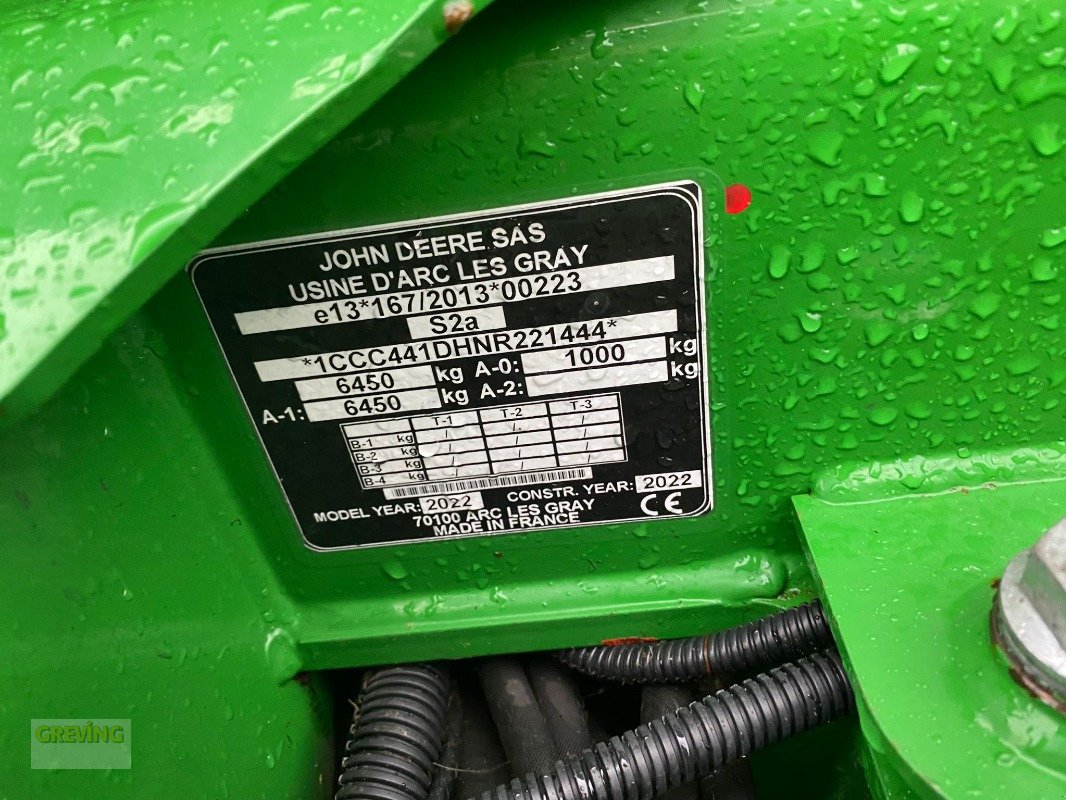 JOHN DEERE SAS
USINE D'ARC LES GRAY
e13*167/2013*00223
S2a
*1CCC441DHNR221444*
6450 kg A-0: 1000 kg
A-1: 6450 kg A-2: kg
T-1 T-2 T-3
B-1 kg / / /
B-2 kg / / /
B-3 kg / / /
B-4 kg / / /
MODEL YEAR: 2022 CONSTR. YEAR: 2022
70100 ARC LES GRAY
MADE IN FRANCE CE
GREVING